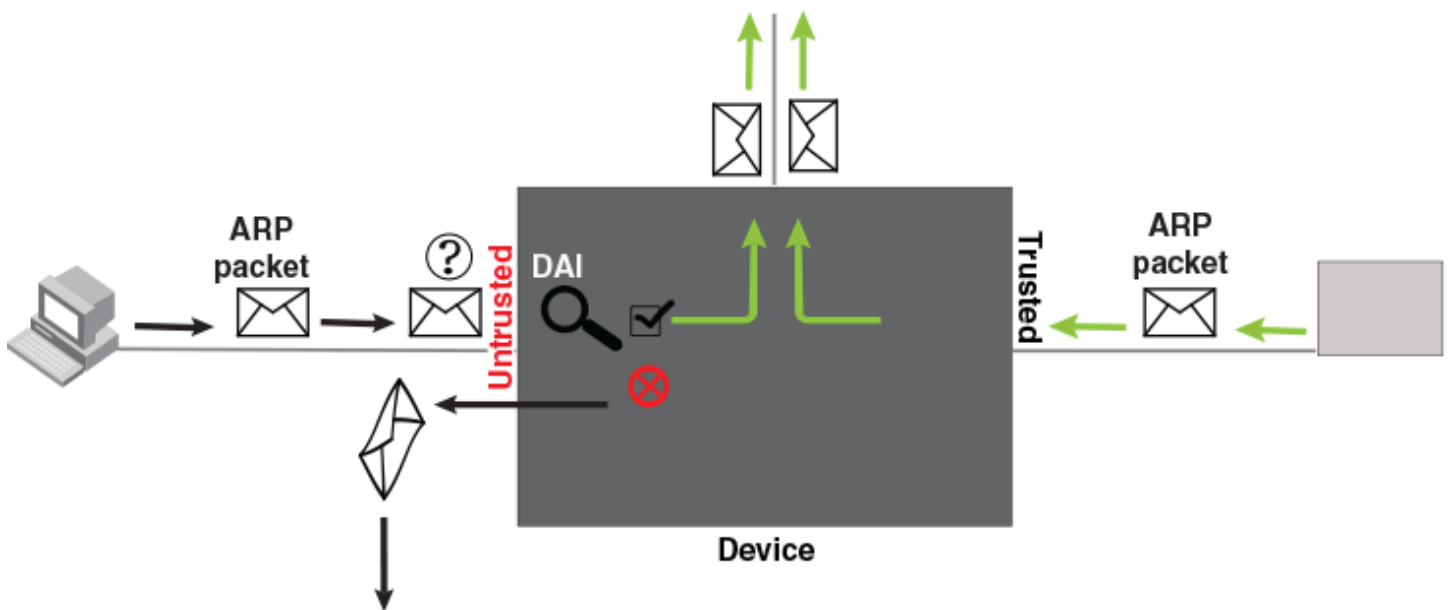 ARP
packet
?
Untrusted
DAI
Trusted
ARP
packet
Device